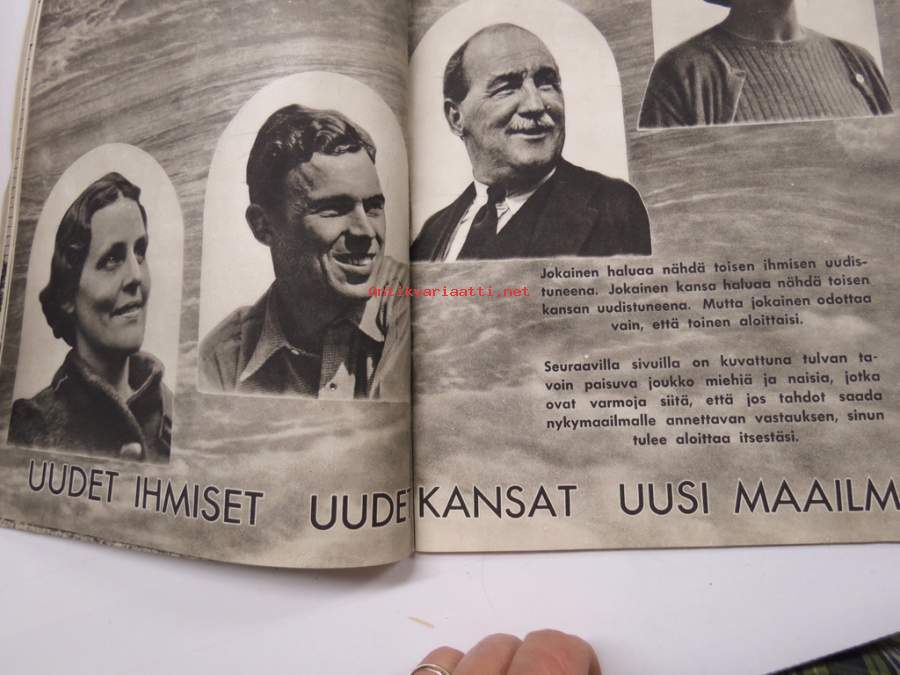 Jokainen haluaa nähdä toisen ihmisen uudis-
tuneena. Jokainen kansa haluaa nähdä toisen
kansan uudistuneena. Mutta jokainen odottaa
vain, että toinen aloittaisi.
Seuraavilla sivuilla on kuvattuna tulvan ta-
voin paisuva joukko miehiä ja naisia, jotka
ovat varmoja siitä, että jos tahdot saada
nykymaailmalle annettavan vastauksen, sinun
tulee aloittaa itsestäsi.
UUDET IHMISET UUDET KANSAT UUSI MAAILM
antikvariaatti.net